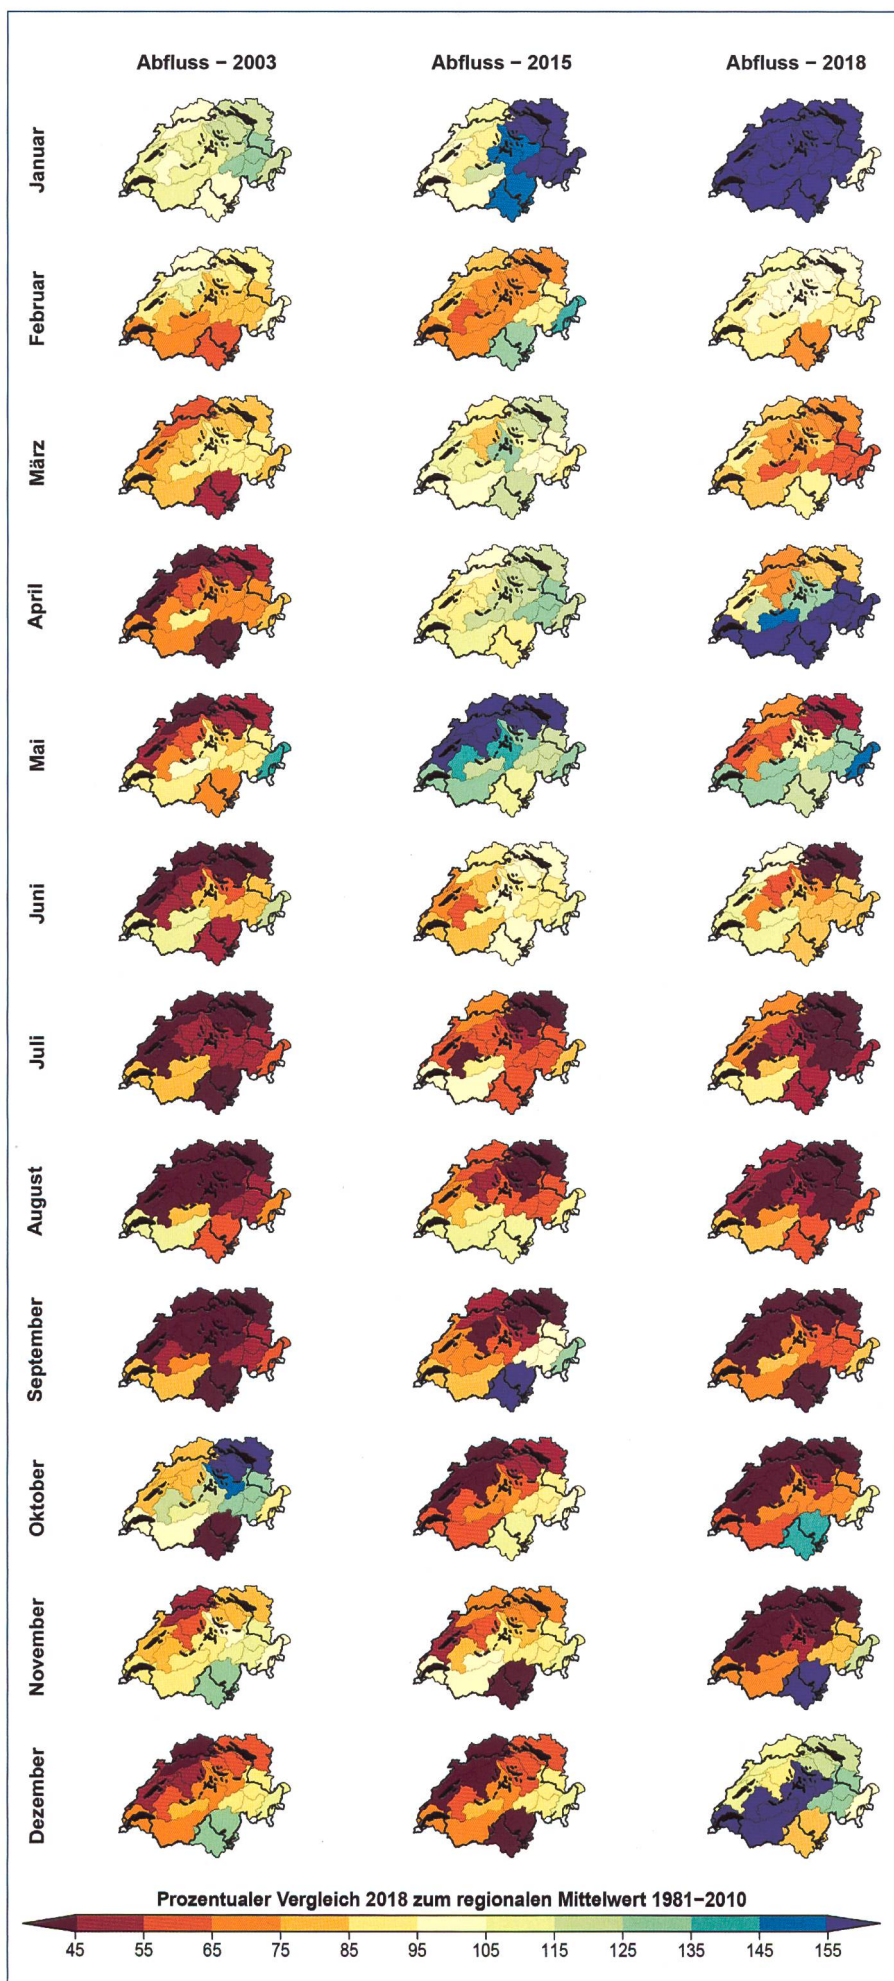 Abfluss – 2003 Abfluss – 2015 Abfluss – 2018
Januar
Februar
März
April
Mai
Juni
Juli
August
September
Oktober
November
Dezember
Prozentualer Vergleich 2018 zum regionalen Mittelwert 1981–2010
45 55 65 75 85 95 105 115 125 135 145 155